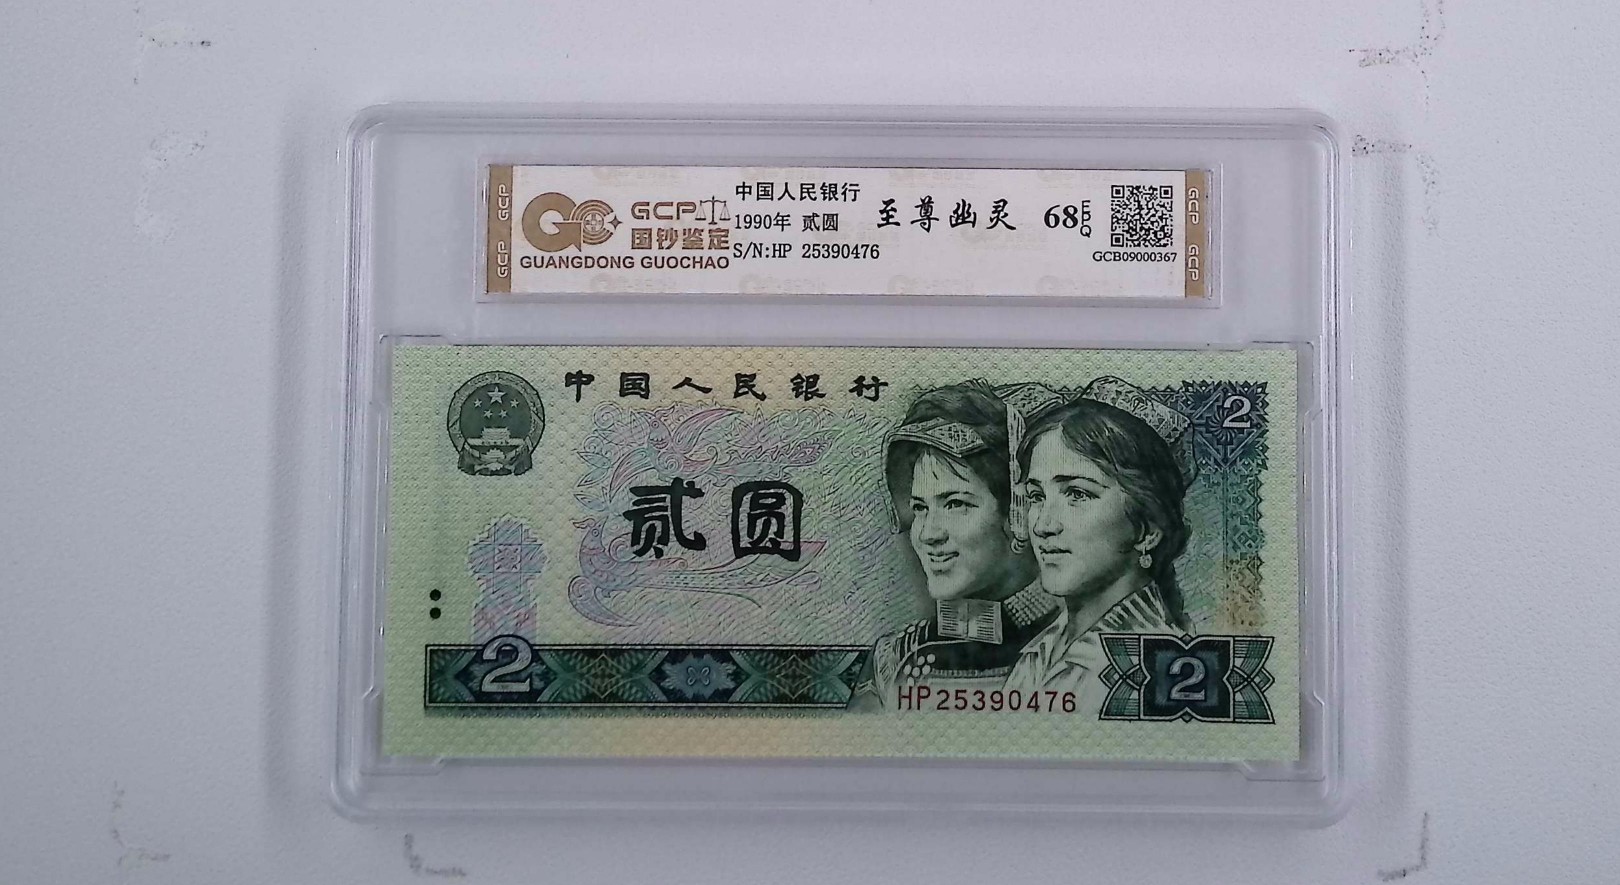 GCP
GCP
GCP
国钞鉴定
GUANGDONG GUOCHAO
中国人民银行
1990年 贰圆
S/N:HP 25390476
至尊幽灵
68 EPQ
GCB09000367
GCP
GCP
中国人民银行
2
贰圆
2
HP25390476
2